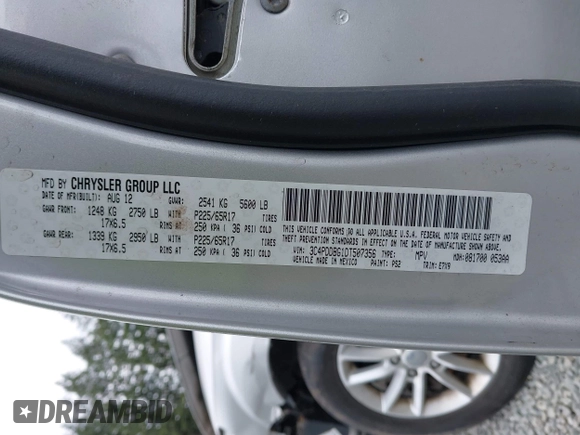 MFD BY CHRYSLER GROUP LLC
DATE OF MFR(BUILT): AUG 12 GVWR: 2541 KG 5600 LB
GAWR FRONT: 1248 KG 2750 LB WITH P225/65R17 TIRES
17X6.5 RIMS AT 250 KPA ( 36 PSI) COLD
GAWR REAR: 1339 KG 2950 LB WITH P225/65R17 TIRES
17X6.5 RIMS AT 250 KPA ( 36 PSI) COLD
THIS VEHICLE CONFORMS TO ALL APPLICABLE U.S.A. FEDERAL MOTOR VEHICLE SAFETY AND
THEFT PREVENTION STANDARDS IN EFFECT ON THE DATE OF MANUFACTURE SHOWN ABOVE.
VIN: 3C4PDDBG1DT507356 TYPE: MPV MDH: 081700 053AA
VEHICLE MADE IN MEXICO PAINT: PS2 TRIM: E7X9
DREAMBID